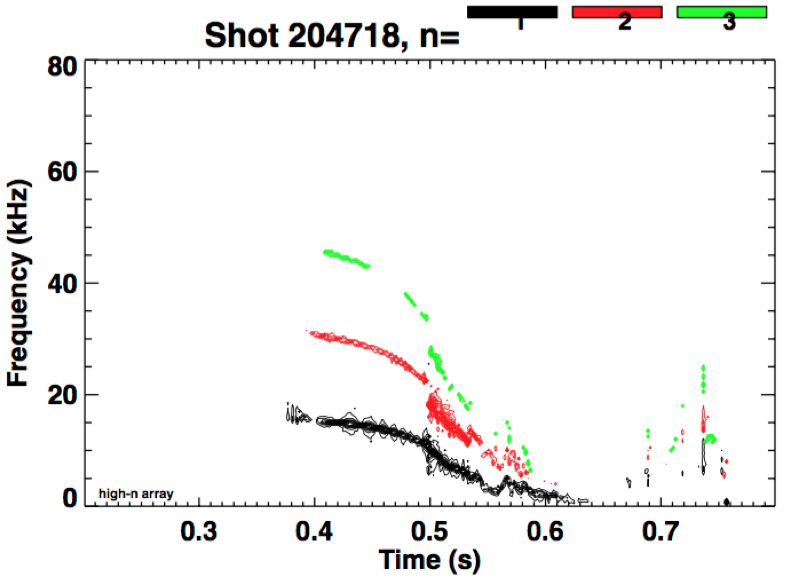 Shot 204718, n= 1 2 3
80
60
40
20
0
Frequency (kHz)
high-n array
0.3 0.4 0.5 0.6 0.7
Time (s)